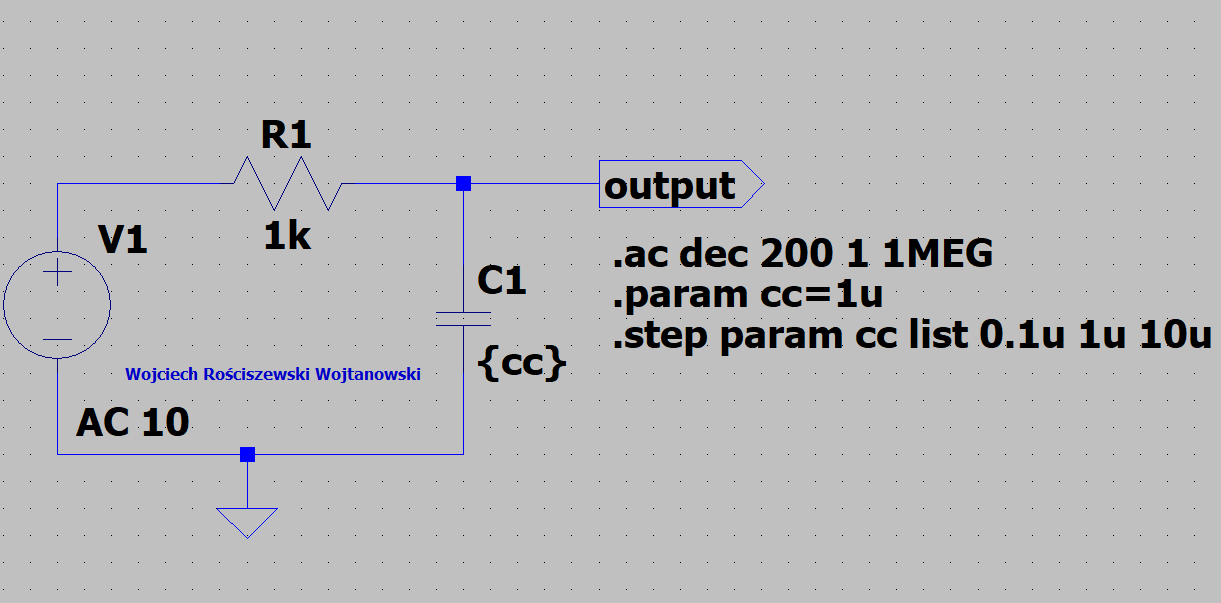 R1
1k
V1
output
.ac dec 200 1 1MEG
.param cc=1u
.step param cc list 0.1u 1u 10u
C1
{cc}
Wojciech Rościszewski Wojtanowski
AC 10